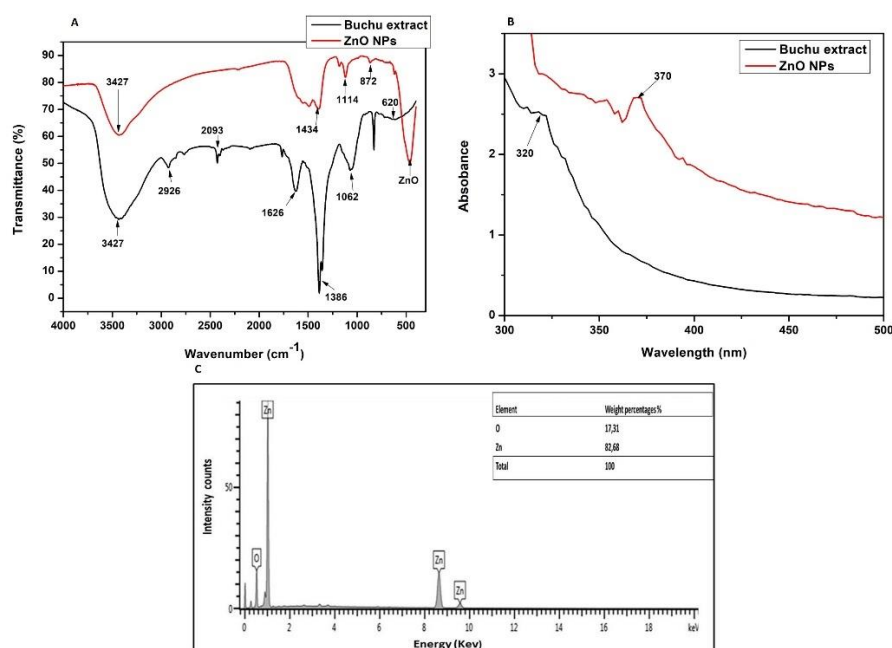 A
Buchu extract
ZnO NPs
Transmittance (%)
90
80
70
60
50
40
30
20
10
0
3427
3427
2926
2093
1626
1434
1386
1114
1062
872
620
ZnO
4000 3500 3000 2500 2000 1500 1000 500
Wavenumber (cm-1)
B
Buchu extract
ZnO NPs
Absobance
3
2
1
0
320
370
300 350 400 450 500
Wavelength (nm)
C
Intensity counts
50
O
Zn
Zn
Zn
Element Weight percentages %
O 17,31
Zn 82,68
Total 100
0 2 4 6 8 10 12 14 16 18 keV
Energy (Kev)